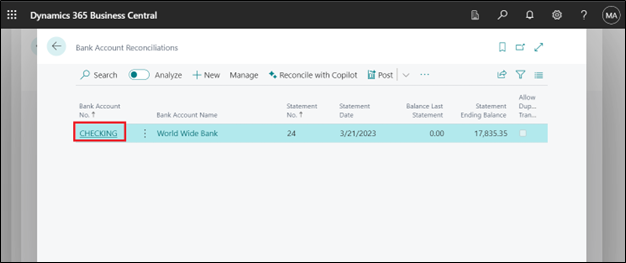 Dynamics 365 Business Central
MA
Bank Account Reconciliations
Search Analyze + New Manage Reconcile with Copilot Post ...
Bank Account No. ↑ Bank Account Name Statement No. ↑ Statement Date Balance Last Statement Statement Ending Balance Allow Dup... Tran...
CHECKING World Wide Bank 24 3/21/2023 0.00 17,835.35